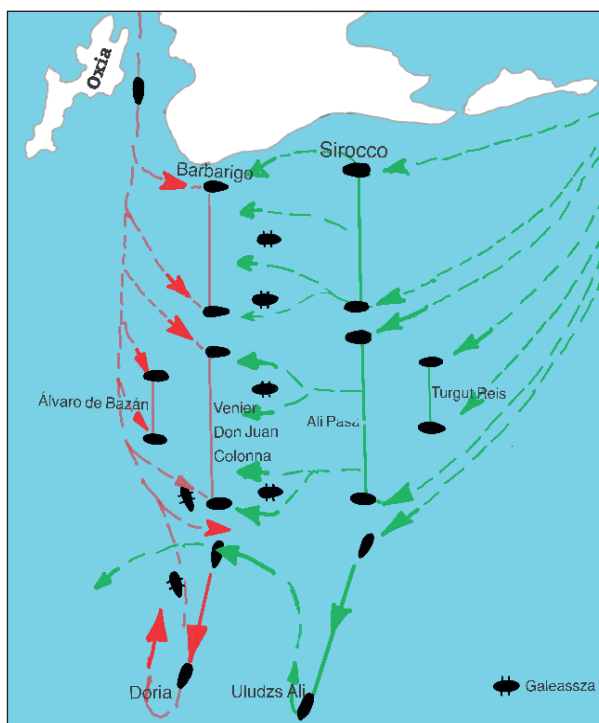 Oxia
Sirocco
Barbarigo
Álvaro de Bazán
Venier
Don Juan
Colonna
Ali Pasa
Turgut Reis
Doria
Uludzs Ali
Galeassza